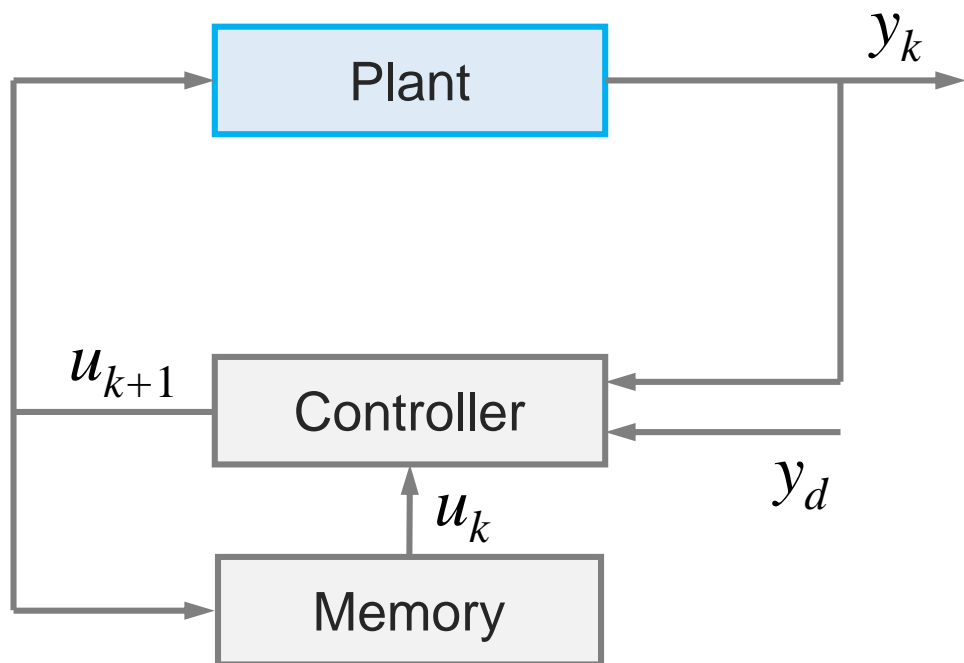 y_k
Plant
u_{k+1}
Controller
y_d
u_k
Memory